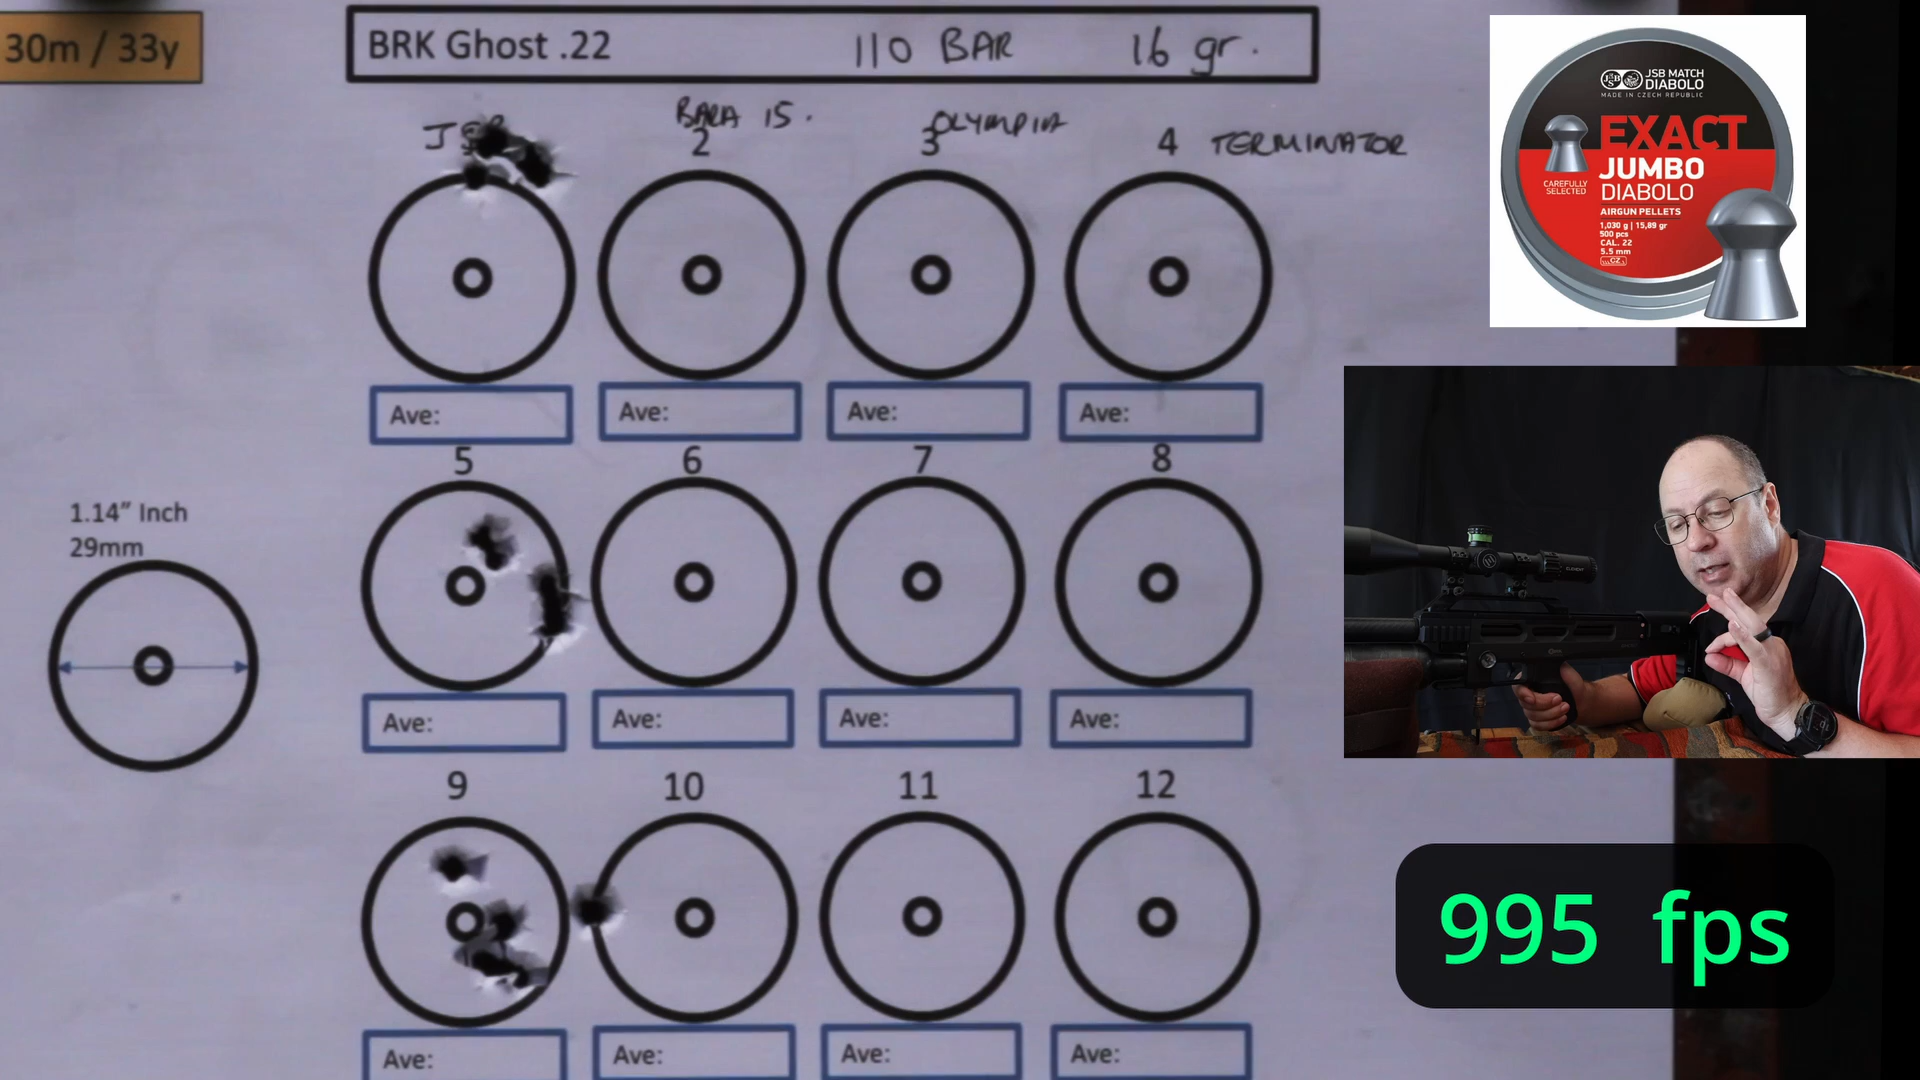 30m / 33y
BRK Ghost .22 110 BAR 16 gr.
JSB
BARA 15.
OLYMPIA
TERMINATOR
2
3
4
Ave:
Ave:
Ave:
Ave:
5
6
7
8
1.14” Inch
29mm
Ave:
Ave:
Ave:
Ave:
9
10
11
12
Ave:
Ave:
Ave:
Ave:
JSB MATCH
DIABOLO
MADE IN CZECH REPUBLIC
EXACT
JUMBO
DIABOLO
CAREFULLY
SELECTED
AIRGUN PELLETS
1,030 g | 15,89 gr
500 pcs
CAL. 22
5.5 mm
CZ
ELEMENT
995 fps